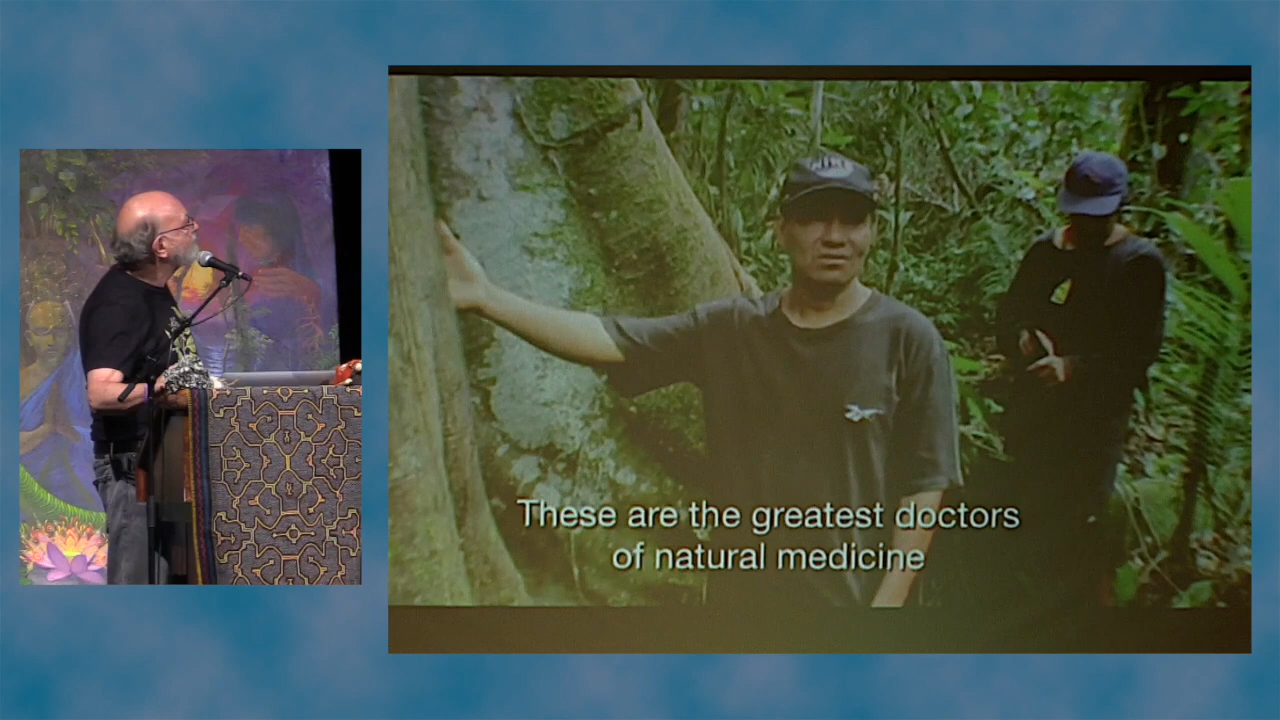 These are the greatest doctors
of natural medicine